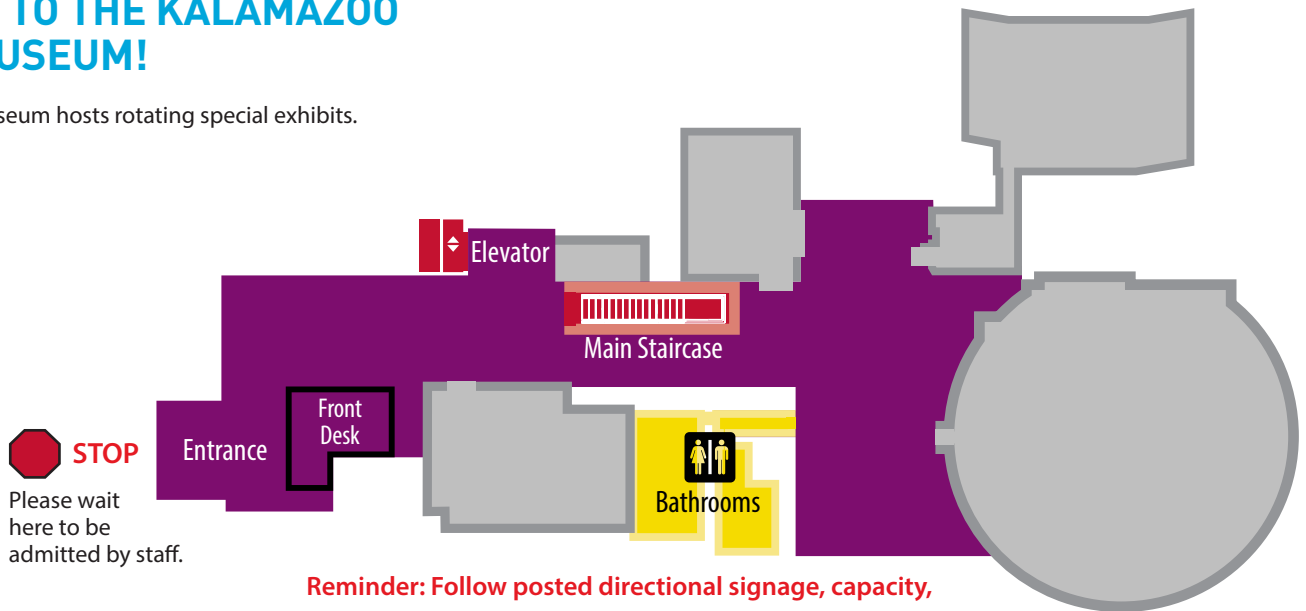 TO THE KALAMAZOO
USEUM!
seum hosts rotating special exhibits.
Elevator
Main Staircase
Front
Desk
Entrance
STOP
Please wait
here to be
admitted by staff.
Bathrooms
Reminder: Follow posted directional signage, capacity,